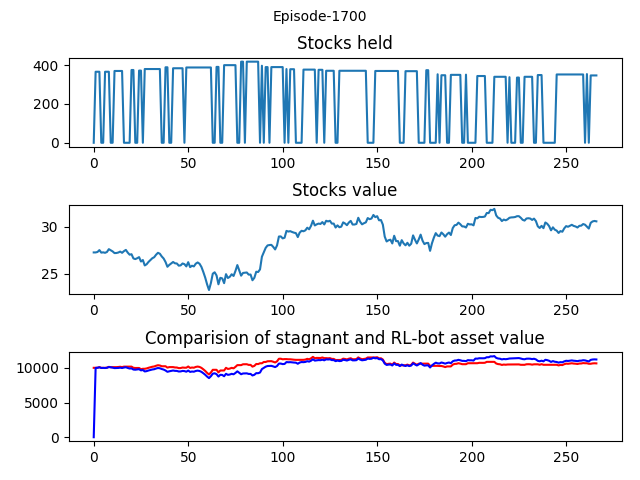 Episode-1700
Stocks held
400
200
0
0 50 100 150 200 250
Stocks value
30
25
0 50 100 150 200 250
Comparision of stagnant and RL-bot asset value
10000
5000
0
0 50 100 150 200 250